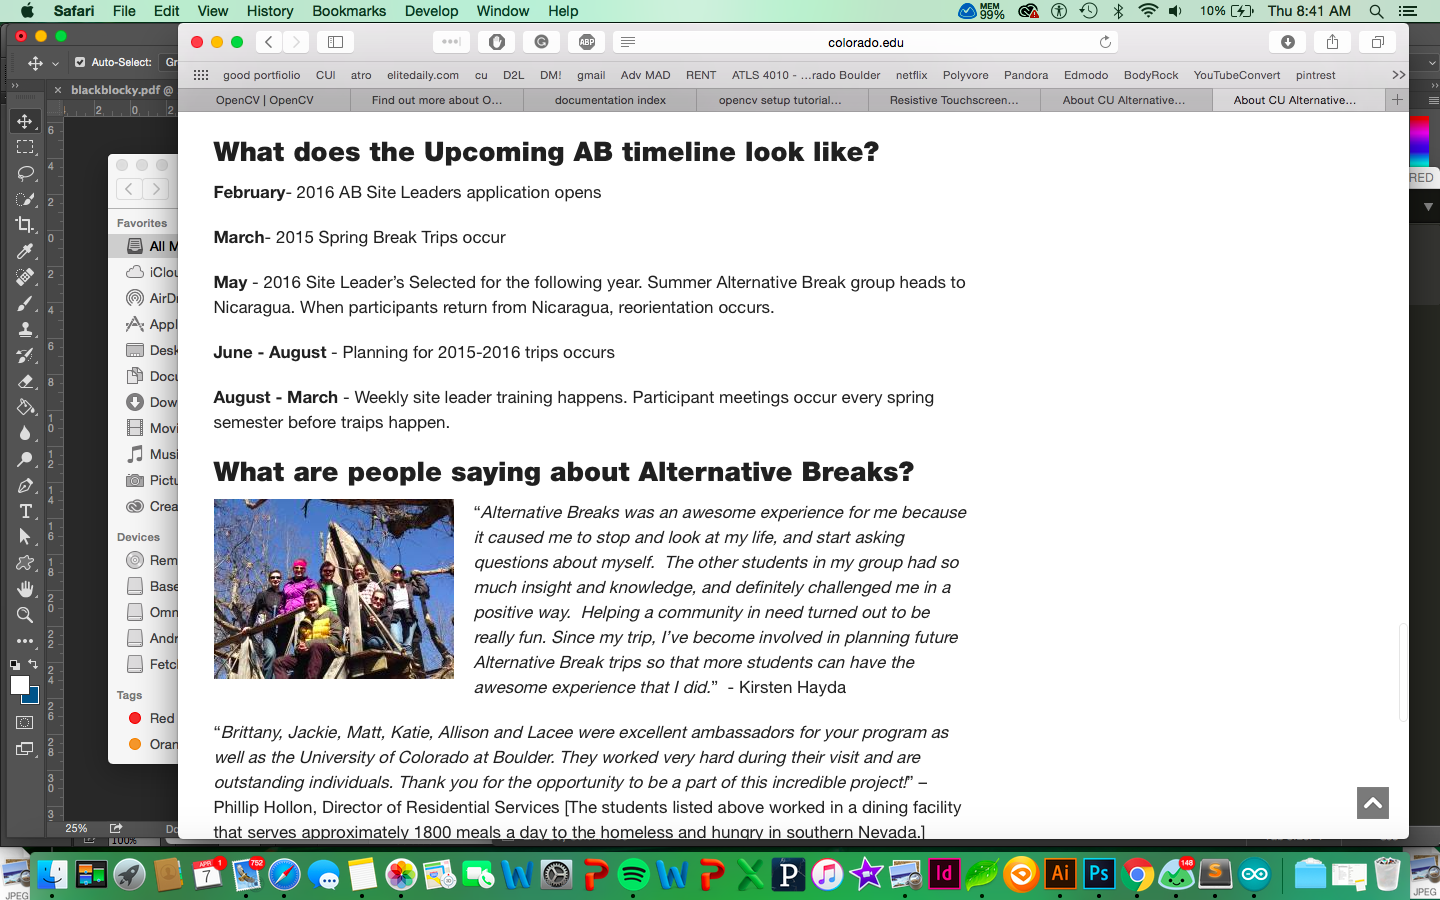 Safari File Edit View History Bookmarks Develop Window Help
MEM 99% 10% Thu 8:41 AM
Auto-Select: Gr
blackblocky.pdf @
colorado.edu
ABP
good portfiolio CUI atro elitedaily.com cu D2L DM! gmail Adv MAD RENT ATLS 4010 - ...rado Boulder netflix Polyvore Pandora Edmodo BodyRock YouTubeConvert pintrest
OpenCV | OpenCV Find out more about O... documentation index opencv setup tutorial... Resistive Touchscreen... About CU Alternative... About CU Alternative...
RED
Favorites
All M
iClou
AirDr
Appl
Desk
Docu
Dow
Movi
Musi
Pictu
Crea
Devices
Rem
Base
Omn
Andr
Fetch
Tags
Red
Oran
25% Do
100%
What does the Upcoming AB timeline look like?
February- 2016 AB Site Leaders application opens
March- 2015 Spring Break Trips occur
May - 2016 Site Leader's Selected for the following year. Summer Alternative Break group heads to
Nicaragua. When participants return from Nicaragua, reorientation occurs.
June - August - Planning for 2015-2016 trips occurs
August - March - Weekly site leader training happens. Participant meetings occur every spring
semester before traips happen.
What are people saying about Alternative Breaks?
“Alternative Breaks was an awesome experience for me because
it caused me to stop and look at my life, and start asking
questions about myself.  The other students in my group had so
much insight and knowledge, and definitely challenged me in a
positive way.  Helping a community in need turned out to be
really fun. Since my trip, I've become involved in planning future
Alternative Break trips so that more students can have the
awesome experience that I did.”  - Kirsten Hayda
“Brittany, Jackie, Matt, Katie, Allison and Lacee were excellent ambassadors for your program as
well as the University of Colorado at Boulder. They worked very hard during their visit and are
outstanding individuals. Thank you for the opportunity to be a part of this incredible project!” –
Phillip Hollon, Director of Residential Services [The students listed above worked in a dining facility
that serves approximately 1800 meals a day to the homeless and hungry in southern Nevada.]
JPEG APR 1 7 752 P Id Ai Ps 148 S JPEG